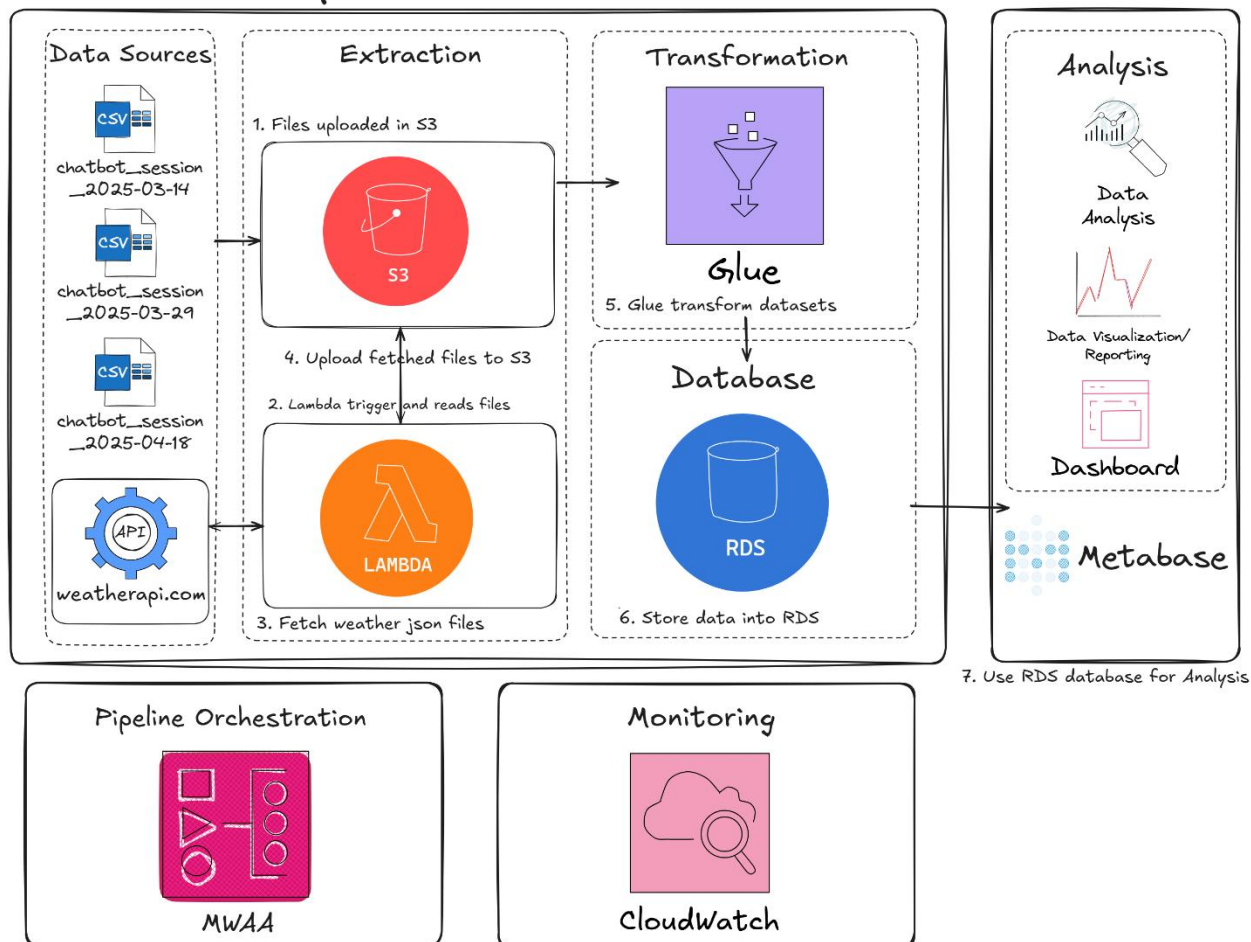 Data Sources
CSV
chatbot_session
_2025-03-14
CSV
chatbot_session
_2025-03-29
CSV
chatbot_session
_2025-04-18
API
weatherapi.com
Extraction
1. Files uploaded in S3
S3
4. Upload fetched files to S3
2. Lambda trigger and reads files
LAMBDA
3. Fetch weather json files
Transformation
Glue
5. Glue transform datasets
Database
RDS
6. Store data into RDS
Analysis
Data
Analysis
Data Visualization/
Reporting
Dashboard
Metabase
7. Use RDS database for Analysis
Pipeline Orchestration
MWAA
Monitoring
CloudWatch